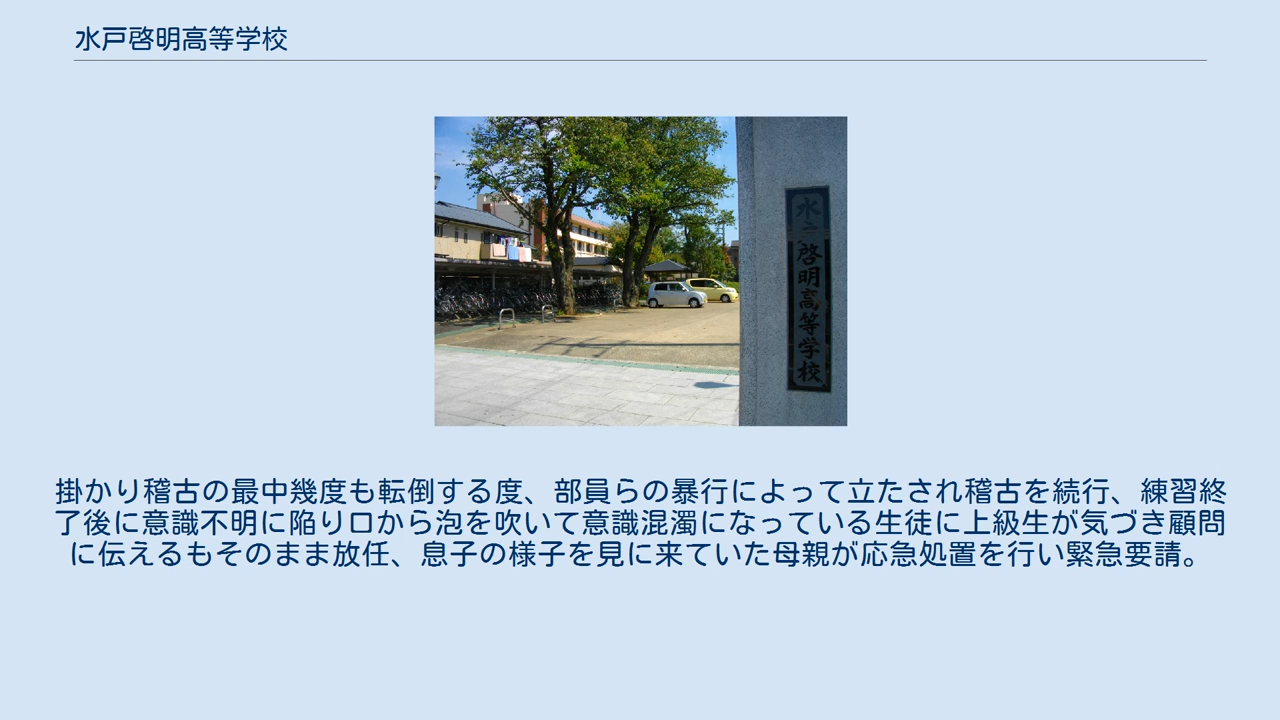 水戸啓明高等学校
水戸啓明高等学校
掛かり稽古の最中幾度も転倒する度、部員らの暴行によって立たされ稽古を続行、練習終
了後に意識不明に陥り口から泡を吹いて意識混濁になっている生徒に上級生が気づき顧問
に伝えるもそのまま放任、息子の様子を見に来ていた母親が応急処置を行い緊急要請。